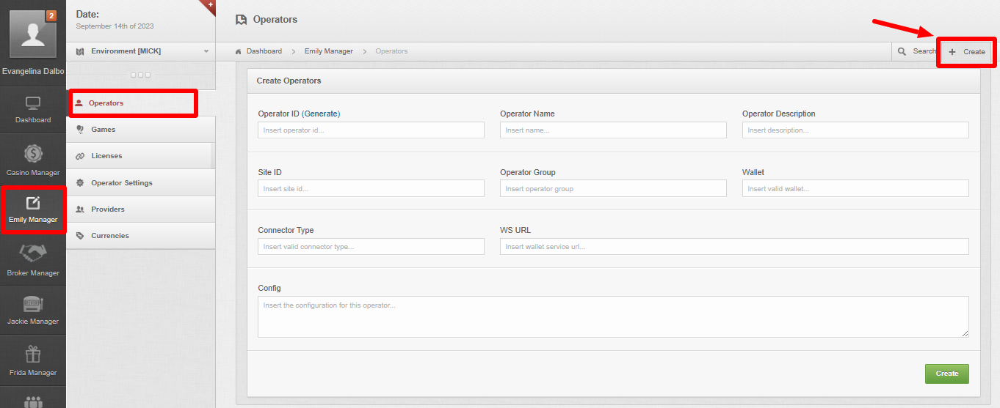 2
Evangelina Dalbo
Dashboard
Casino Manager
Emily Manager
Broker Manager
Jackie Manager
Frida Manager
Date:
September 14th of 2023
Environment [MICK]
Operators
Games
Licenses
Operator Settings
Providers
Currencies
Operators
Dashboard > Emily Manager > Operators
Search
+ Create
Create Operators
Operator ID (Generate) Operator Name Operator Description
Insert operator id... Insert name... Insert description...
Site ID Operator Group Wallet
Insert site id... Insert operator group Insert valid wallet...
Connector Type WS URL
Insert valid connector type... Insert wallet service url...
Config
Insert the configuration for this operator...
Create